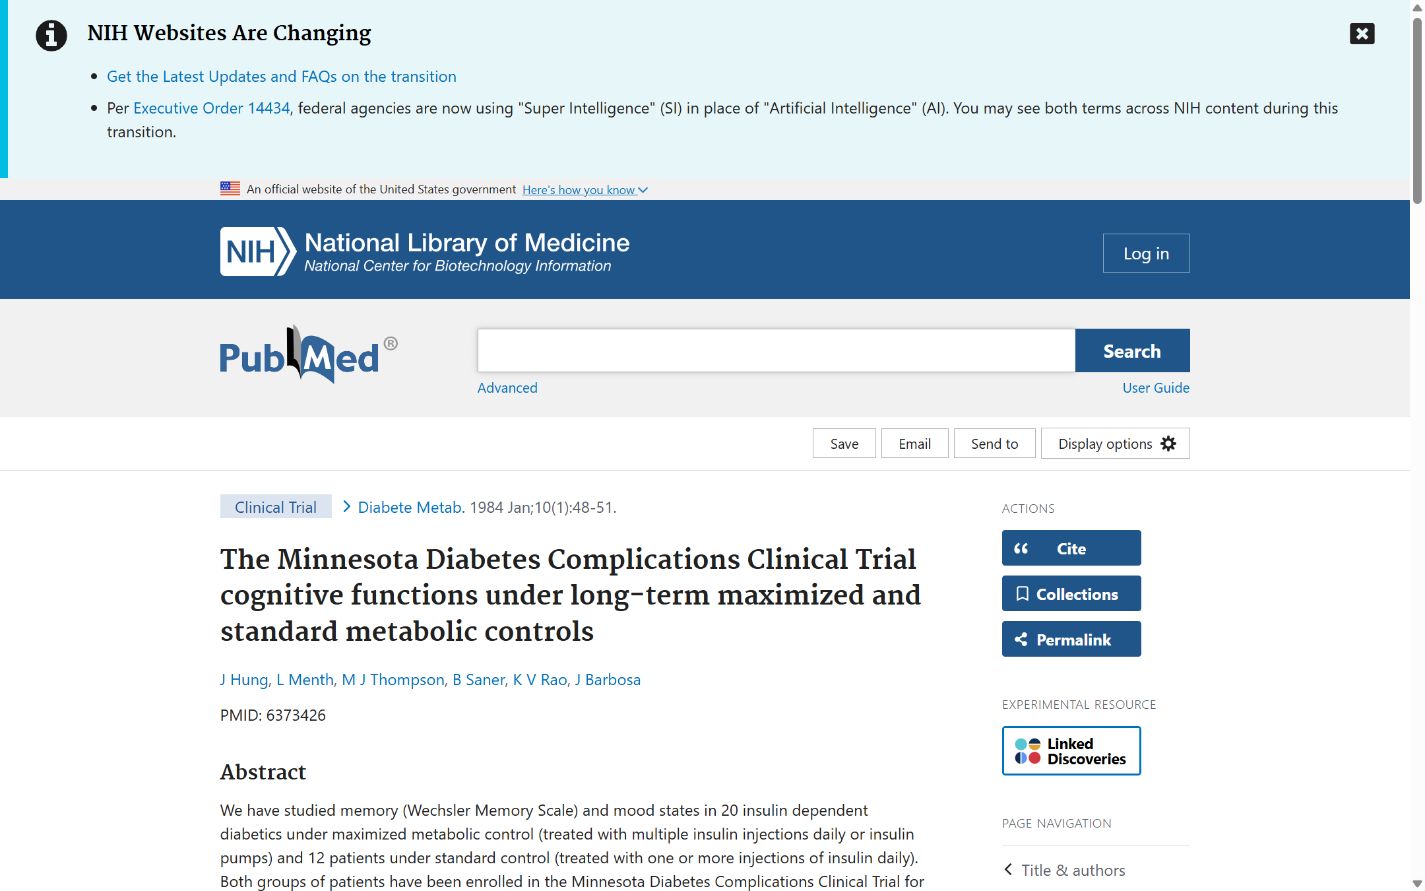 NIH Websites Are Changing
Get the Latest Updates and FAQs on the transition
Per Executive Order 14434, federal agencies are now using "Super Intelligence" (SI) in place of "Artificial Intelligence" (AI). You may see both terms across NIH content during this
transition.
An official website of the United States government Here's how you know
NIH National Library of Medicine
National Center for Biotechnology Information
Log in
PubMed®
Search
Advanced
User Guide
Save
Email
Send to
Display options
Clinical Trial
Diabete Metab. 1984 Jan;10(1):48-51.
The Minnesota Diabetes Complications Clinical Trial
cognitive functions under long-term maximized and
standard metabolic controls
J Hung, L Menth, M J Thompson, B Saner, K V Rao, J Barbosa
PMID: 6373426
Abstract
We have studied memory (Wechsler Memory Scale) and mood states in 20 insulin dependent
diabetics under maximized metabolic control (treated with multiple insulin injections daily or insulin
pumps) and 12 patients under standard control (treated with one or more injections of insulin daily).
Both groups of patients have been enrolled in the Minnesota Diabetes Complications Clinical Trial for
ACTIONS
Cite
Collections
Permalink
EXPERIMENTAL RESOURCE
Linked
Discoveries
PAGE NAVIGATION
Title & authors